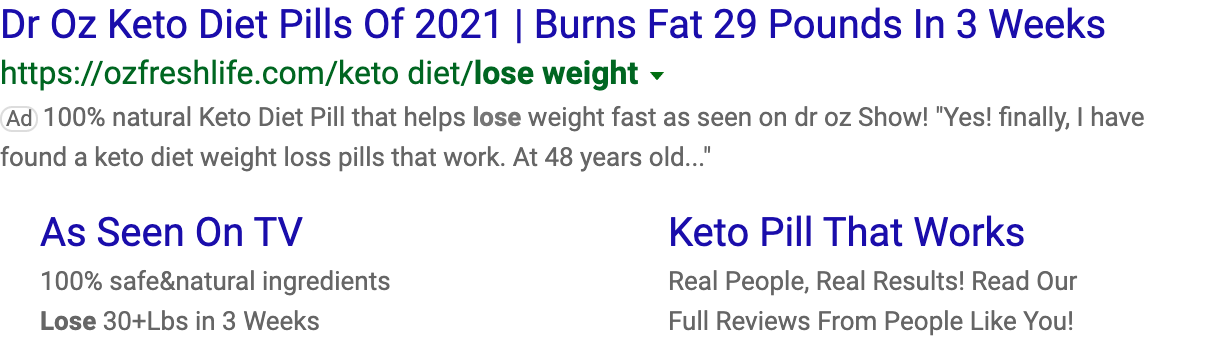 Dr Oz Keto Diet Pills Of 2021 | Burns Fat 29 Pounds In 3 Weeks
https://ozfreshlife.com/keto diet/lose weight
Ad 100% natural Keto Diet Pill that helps lose weight fast as seen on dr oz Show! "Yes! finally, I have
found a keto diet weight loss pills that work. At 48 years old..."
As Seen On TV
100% safe&natural ingredients
Lose 30+Lbs in 3 Weeks
Keto Pill That Works
Real People, Real Results! Read Our
Full Reviews From People Like You!